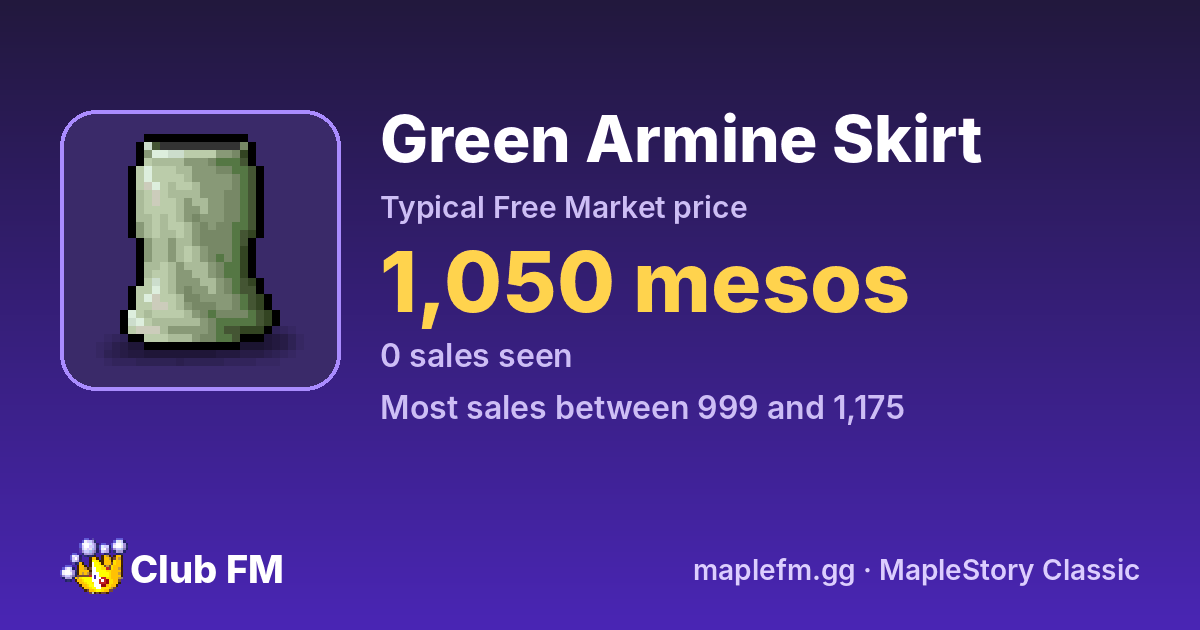 Green Armine Skirt
Typical Free Market price
1,050 mesos
0 sales seen
Most sales between 999 and 1,175
Club FM
maplefm.gg · MapleStory Classic